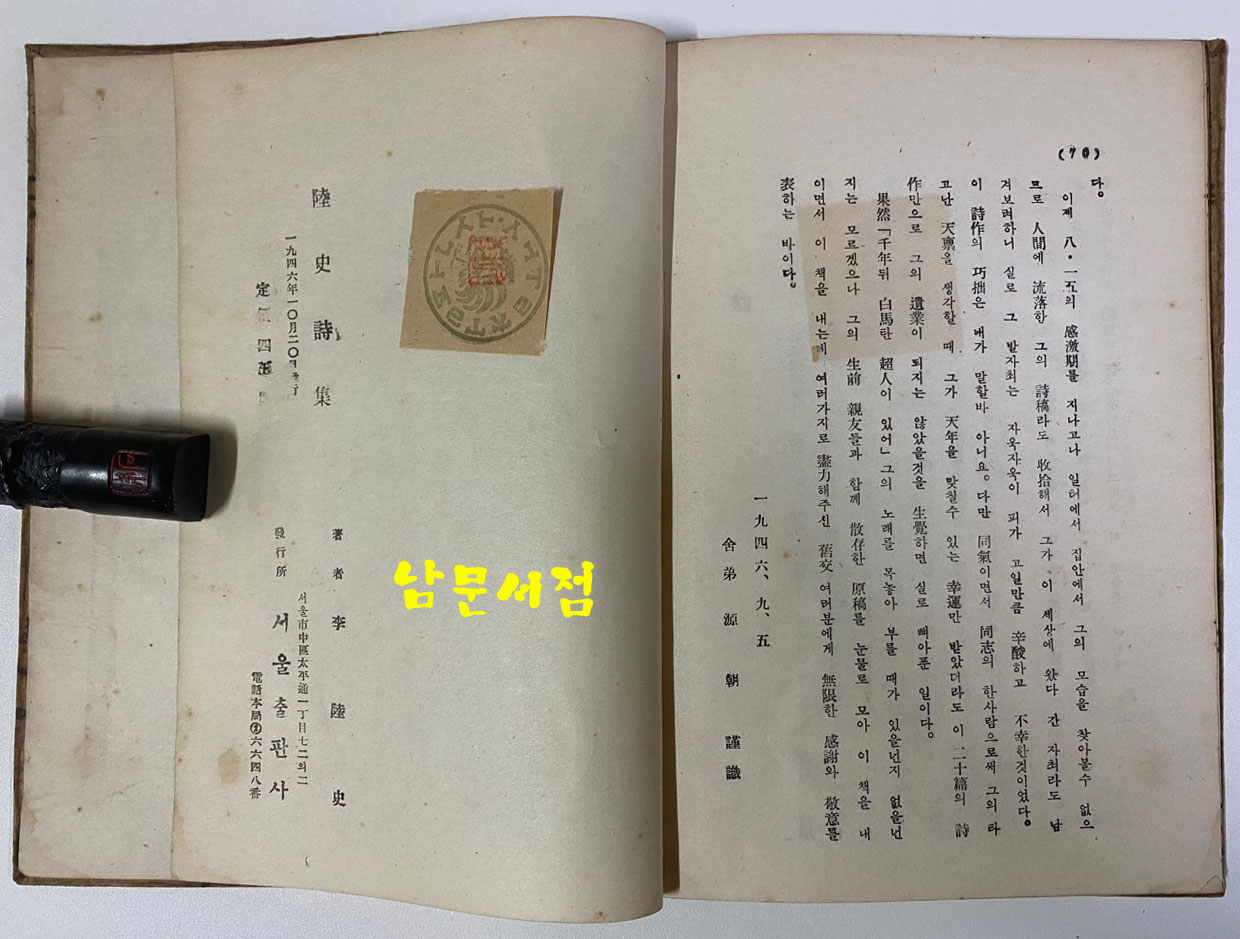 (70)
다。
이제 八・一五의 感激期를 지나고나 일터에서 집안에서 그의 모습을 찾아볼수 없으
므로 人間에 流落한 그의 詩稿라도 收拾해서 그가 이 세상에 왔다 간 자최라도 남
겨보려하니 실로 그 발자최는 자욱자욱이 피가 고일만큼 辛酸하고 不幸한것이었다。
이 詩作의 巧拙은 내가 말할바 아니요。다만 同氣이면서 同志의 한사람으로써 그의 타
고난 天禀을 생각할 때 그가 天年을 맞칠수 있는 幸運만 받았더라도 이 二十篇의 詩
作만으로 그의 遺業이 되지는 않았을것을 生覺하면 실로 뼈아푼 일이다。
果然「千年뒤 白馬탄 超人이 있어」그의 노래를 목놓아 부를 때가 있을넌지 없을넌
지는 모르겠으나 그의 生前 親友들과 함께 散存한 原稿를 눈물로 모아 이 책을 내
이면서 이 책을 내는데 여러가지로 盡力해주신 舊交 여러분에게 無限한 感謝와 敬意를
表하는 바이다。
一九四六、九、五
舍弟 源朝 謹識
陸史詩集
一九四六年一〇月二〇日
定 四
著者 李陸史
서울市中區太平通一丁目七二의二
發行所 서울출판사
電話本局②六六四八番
남문서점